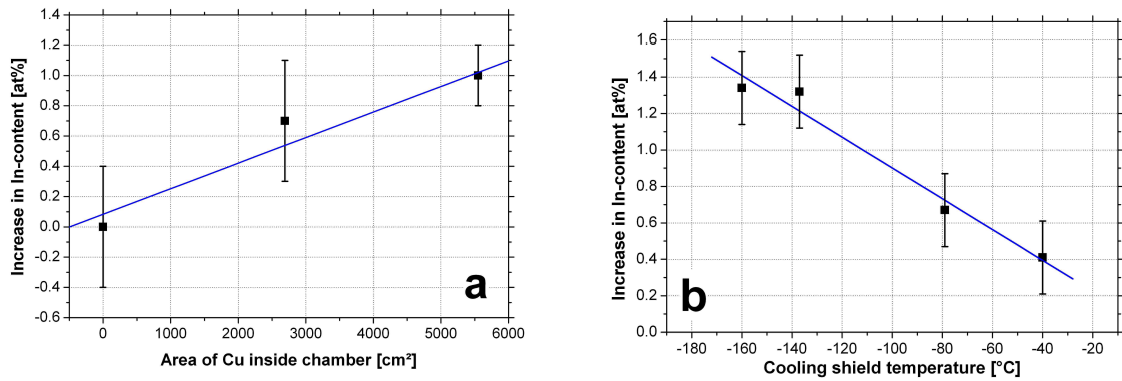 Increase in In-content [at%]
1.4
1.2
1.0
0.8
0.6
0.4
0.2
0.0
-0.2
-0.4
-0.6
0 1000 2000 3000 4000 5000 6000
Area of Cu inside chamber [cm²]
a
Increase in In-content [at%]
1.6
1.4
1.2
1.0
0.8
0.6
0.4
0.2
0.0
-180 -160 -140 -120 -100 -80 -60 -40 -20
Cooling shield temperature [°C]
b